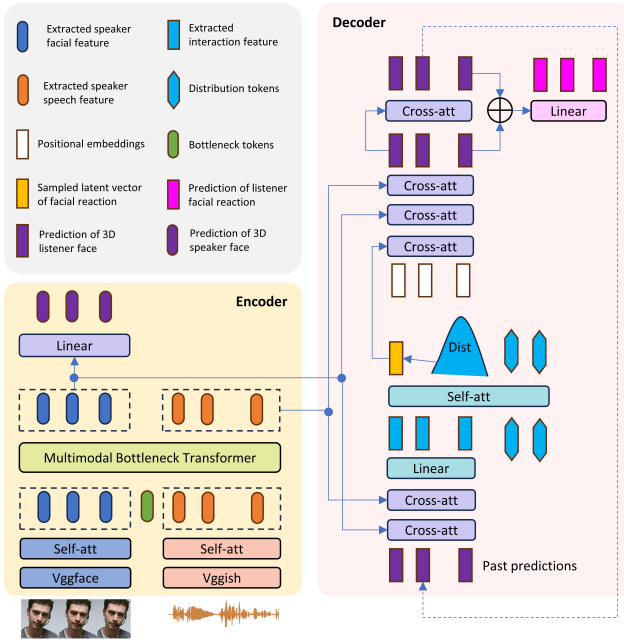 Extracted speaker
facial feature
Extracted
interaction feature
Extracted speaker
speech feature
Distribution tokens
Positional embeddings
Bottleneck tokens
Sampled latent vector
of facial reaction
Prediction of listener
facial reaction
Prediction of 3D
listener face
Prediction of 3D
speaker face
Encoder
Linear
Multimodal Bottleneck Transformer
Self-att
Self-att
Vggface
Vggish
Decoder
Cross-att
Linear
Cross-att
Cross-att
Cross-att
Dist
Self-att
Linear
Cross-att
Cross-att
Past predictions